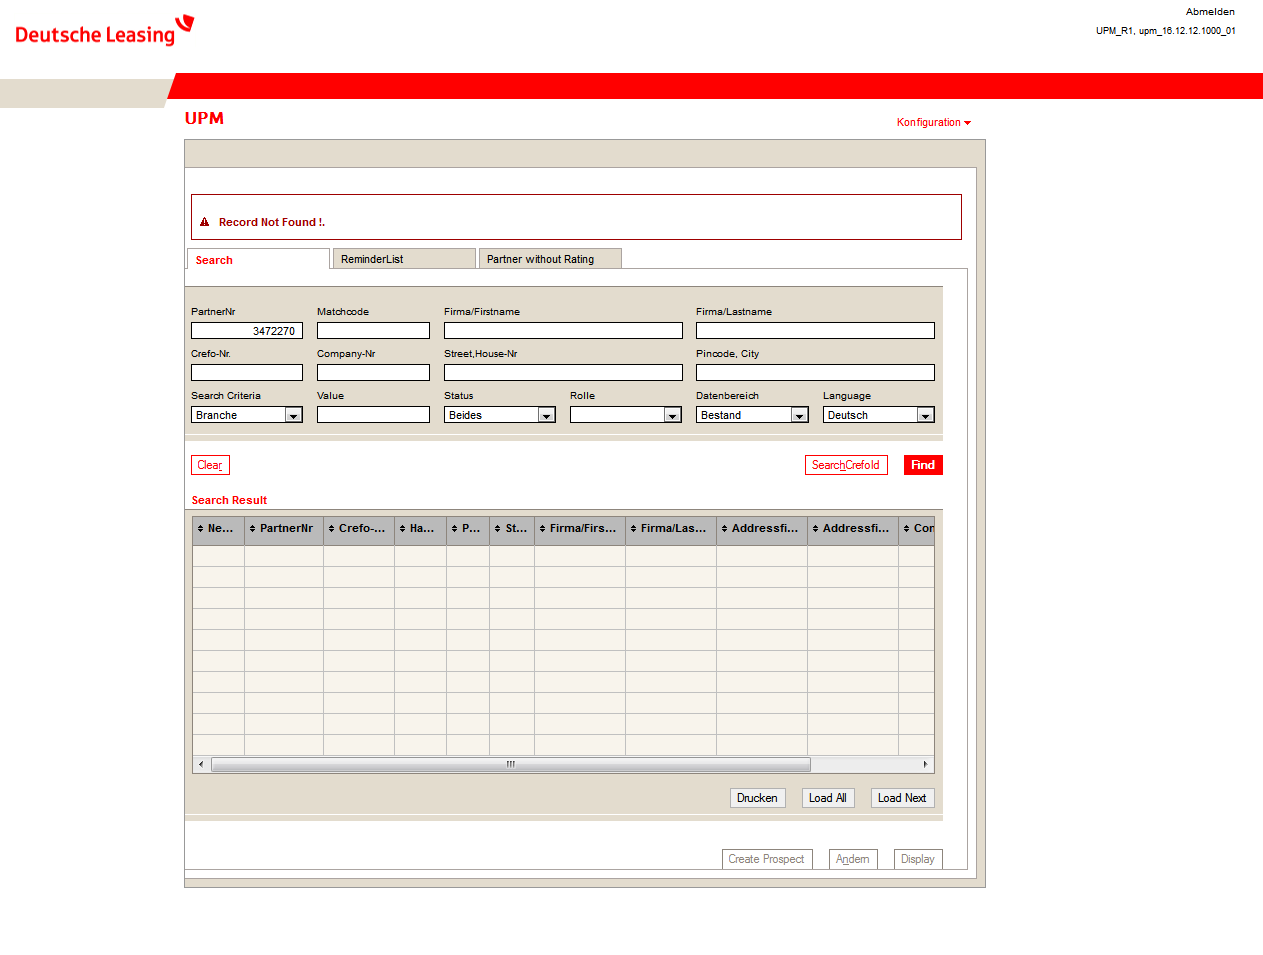 Deutsche Leasing
Abmelden
UPM_R1, upm_16.12.12.1000_01
UPM
Konfiguration
Record Not Found !.
Search ReminderList Partner without Rating
PartnerNr Matchcode Firma/Firstname Firma/Lastname
3472270
Crefo-Nr. Company-Nr Street,House-Nr Pincode, City
Search Criteria Value Status Rolle Datenbereich Language
Branche Beides Bestand Deutsch
Clear SearchCrefoId Find
Search Result
Ne... PartnerNr Crefo-... Ha... P... St... Firma/Firs... Firma/Las... Addressfi... Addressfi... Con
Drucken Load All Load Next
Create Prospect Ändern Display